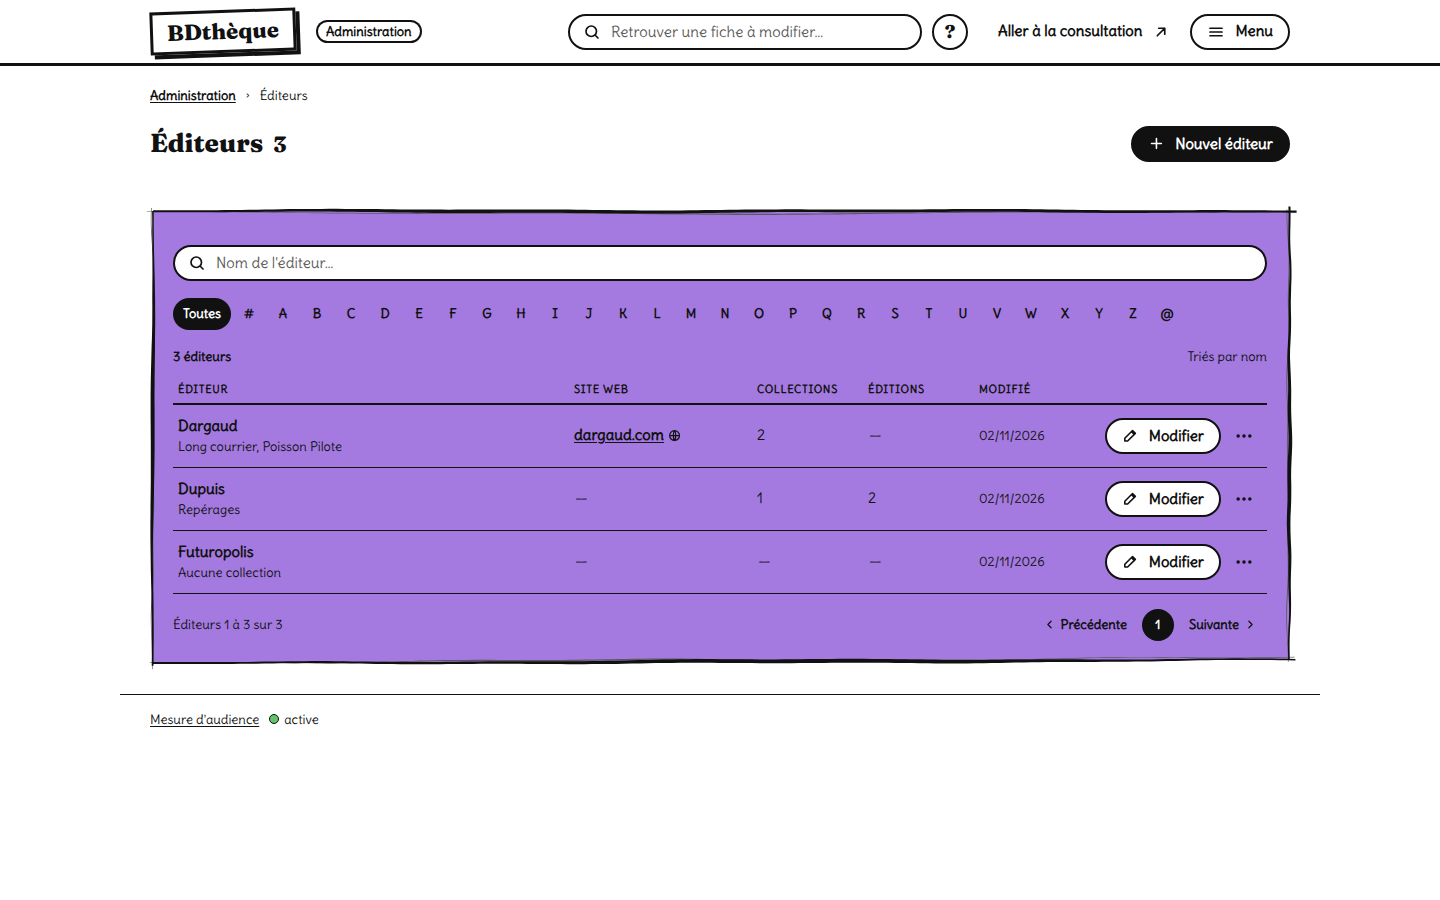 BDthèque
Administration
Retrouver une fiche à modifier...
?
Aller à la consultation
Menu
Administration › Éditeurs
Éditeurs 3
Nouvel éditeur
Nom de l'éditeur...
Toutes # A B C D E F G H I J K L M N O P Q R S T U V W X Y Z @
3 éditeurs
Triés par nom
ÉDITEUR SITE WEB COLLECTIONS ÉDITIONS MODIFIÉ
Dargaud
Long courrier, Poisson Pilote
dargaud.com 2 — 02/11/2026 Modifier
Dupuis
Repérages
— 1 2 02/11/2026 Modifier
Futuropolis
Aucune collection
— — — 02/11/2026 Modifier
Éditeurs 1 à 3 sur 3
Précédente 1 Suivante
Mesure d'audience active